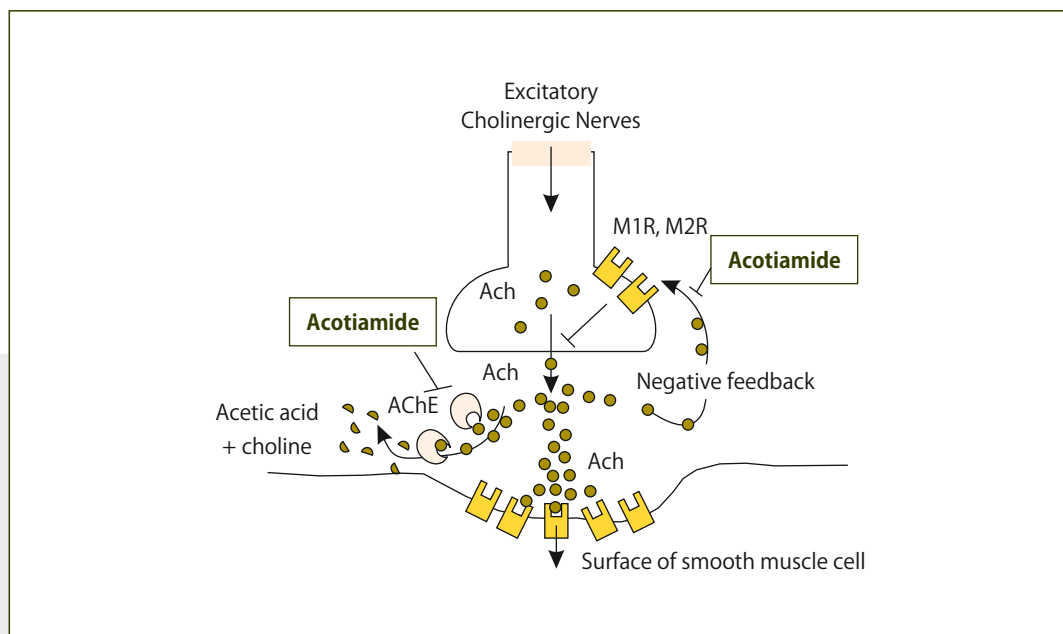 Excitatory
Cholinergic Nerves
M1R, M2R
Acotiamide
Ach
Acotiamide
Ach
Negative feedback
AChE
Acetic acid
+ choline
Ach
Surface of smooth muscle cell